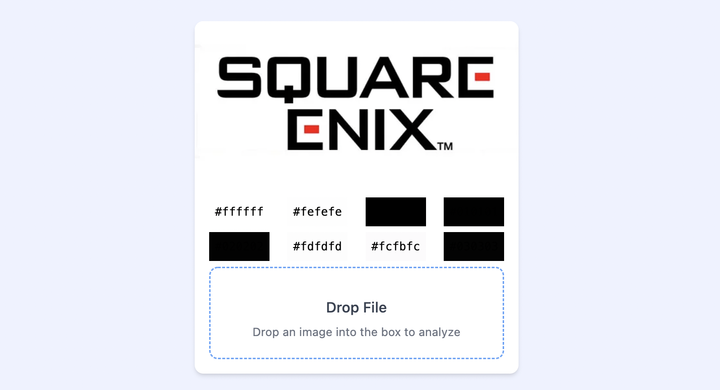 SQUARE
ENIX™
#ffffff #fefefe
#fdfdfd #fcfbfc
Drop File
Drop an image into the box to analyze